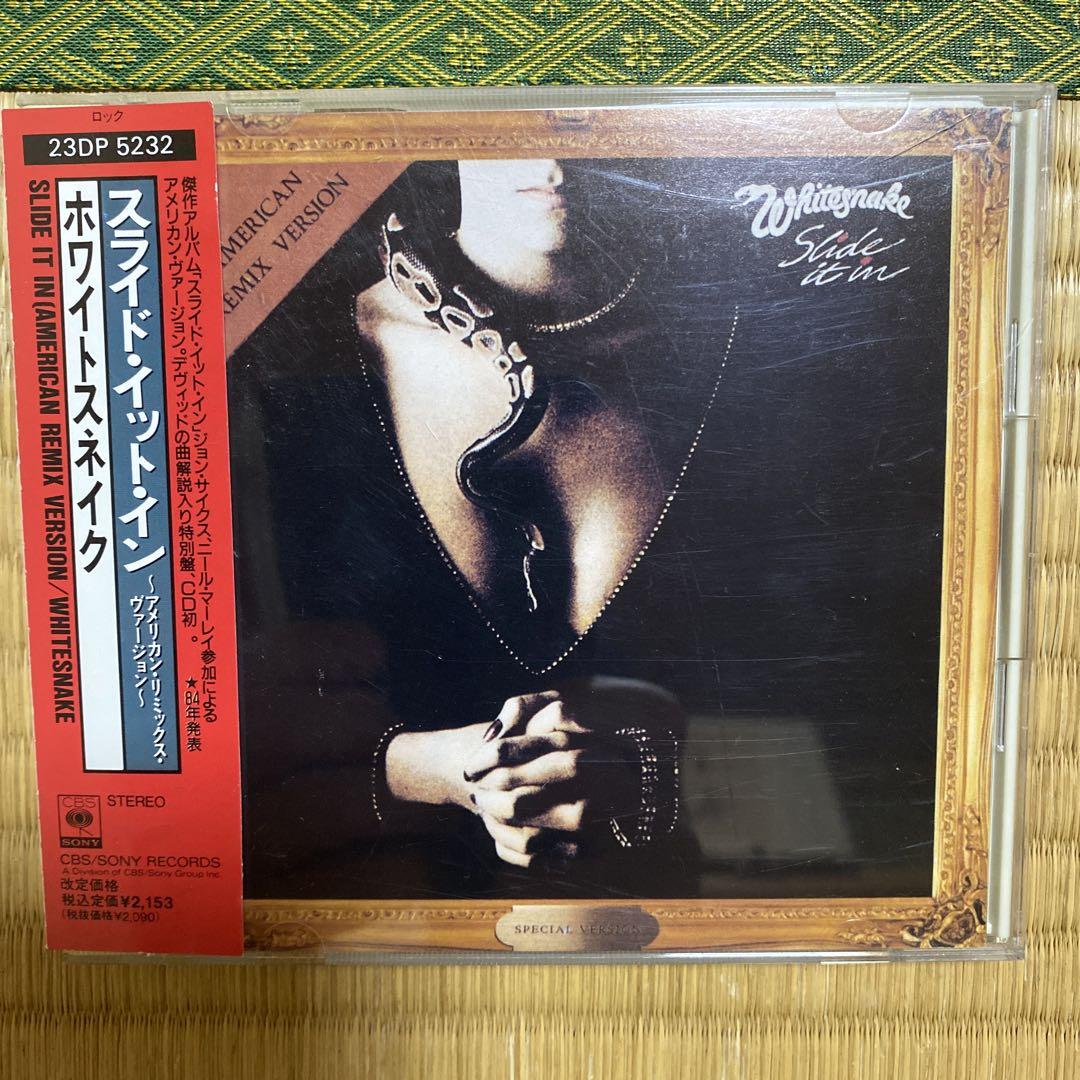 ロック
23DP 5232
傑作アルバム「スライド・イット・イン」ジョン・サイクス、ニール・マーレイ参加による
アメリカン・ヴァージョン。デヴィッドの曲解説入り特別盤、CD初。
★84年発表
スライド・イット・イン
〜アメリカン・リミックス・
ヴァージョン〜
ホワイトスネイク
SLIDE IT IN (AMERICAN REMIX VERSION/WHITESNAKE
CBS
SONY
STEREO
CBS/SONY RECORDS
A Division of CBS/Sony Group Inc.
改定価格
税込定価¥2,153
(税抜価格¥2,090)
AMERICAN
REMIX VERSION
Whitesnake
Slide
it in
SPECIAL VERSION